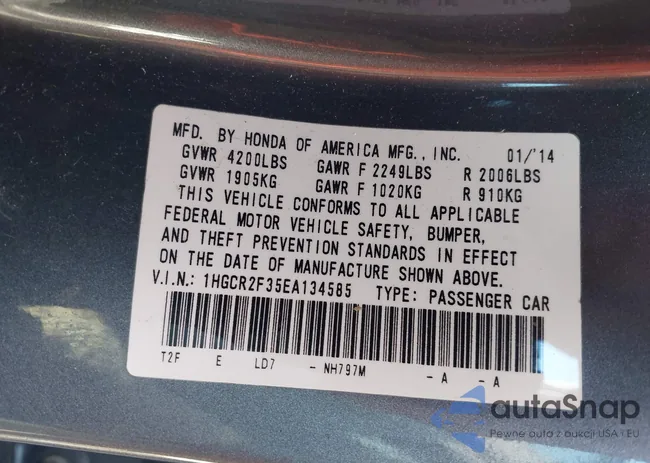 MFD. BY HONDA OF AMERICA MFG., INC. 01/'14
GVWR 4200LBS GAWR F 2249LBS R 2006LBS
GVWR 1905KG GAWR F 1020KG R 910KG
THIS VEHICLE CONFORMS TO ALL APPLICABLE
FEDERAL MOTOR VEHICLE SAFETY, BUMPER,
AND THEFT PREVENTION STANDARDS IN EFFECT
ON THE DATE OF MANUFACTURE SHOWN ABOVE.
V.I.N.: 1HGCR2F35EA134585 TYPE: PASSENGER CAR
T2F E LD7 - NH797M - A - A
autaSnap
Pewne auta z aukcji USA i EU